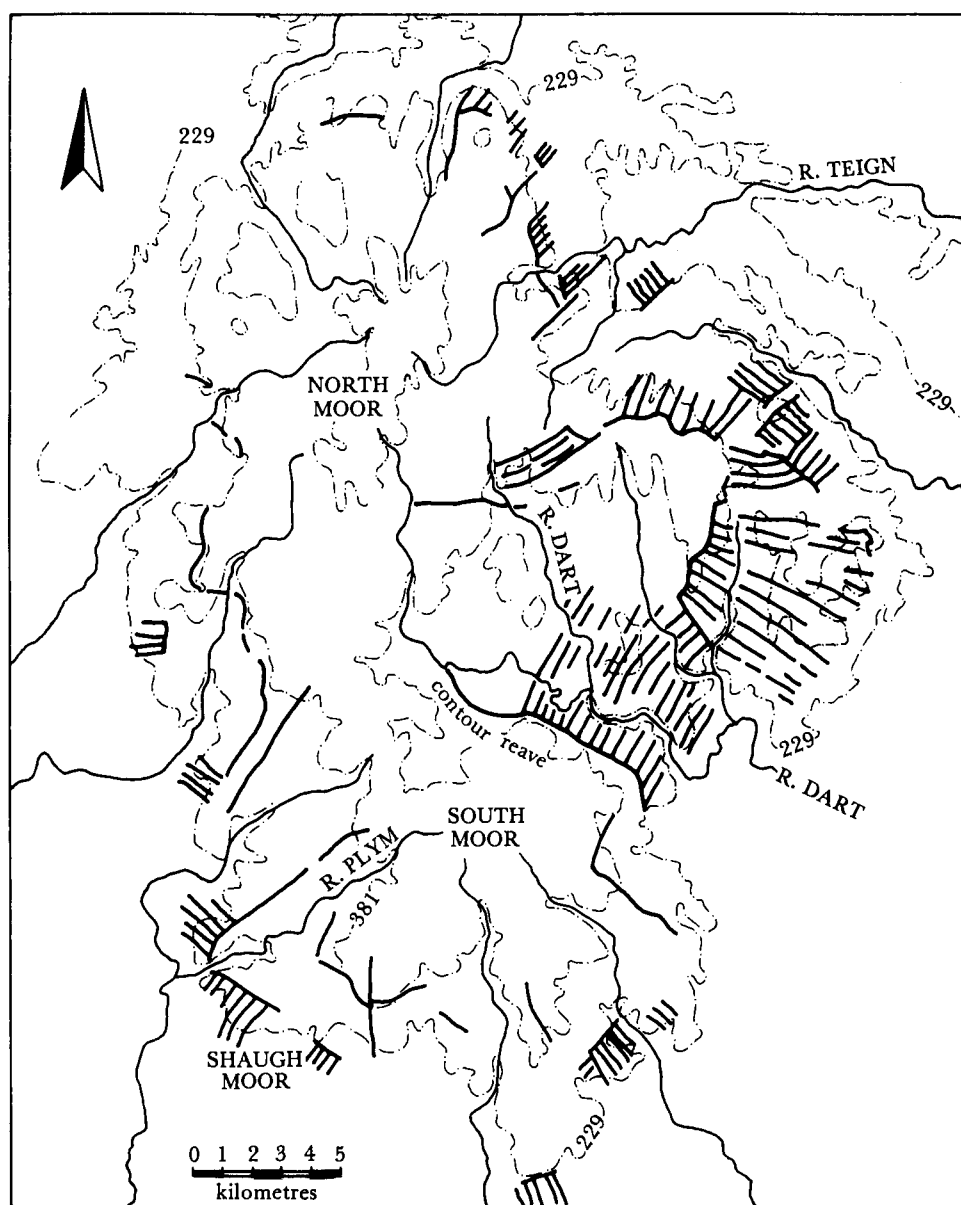 229
229
R. TEIGN
229
NORTH
MOOR
R. DART
contour reave
229
R. DART
SOUTH
MOOR
R. PLYM
381
SHAUGH
MOOR
229
0 1 2 3 4 5
kilometres